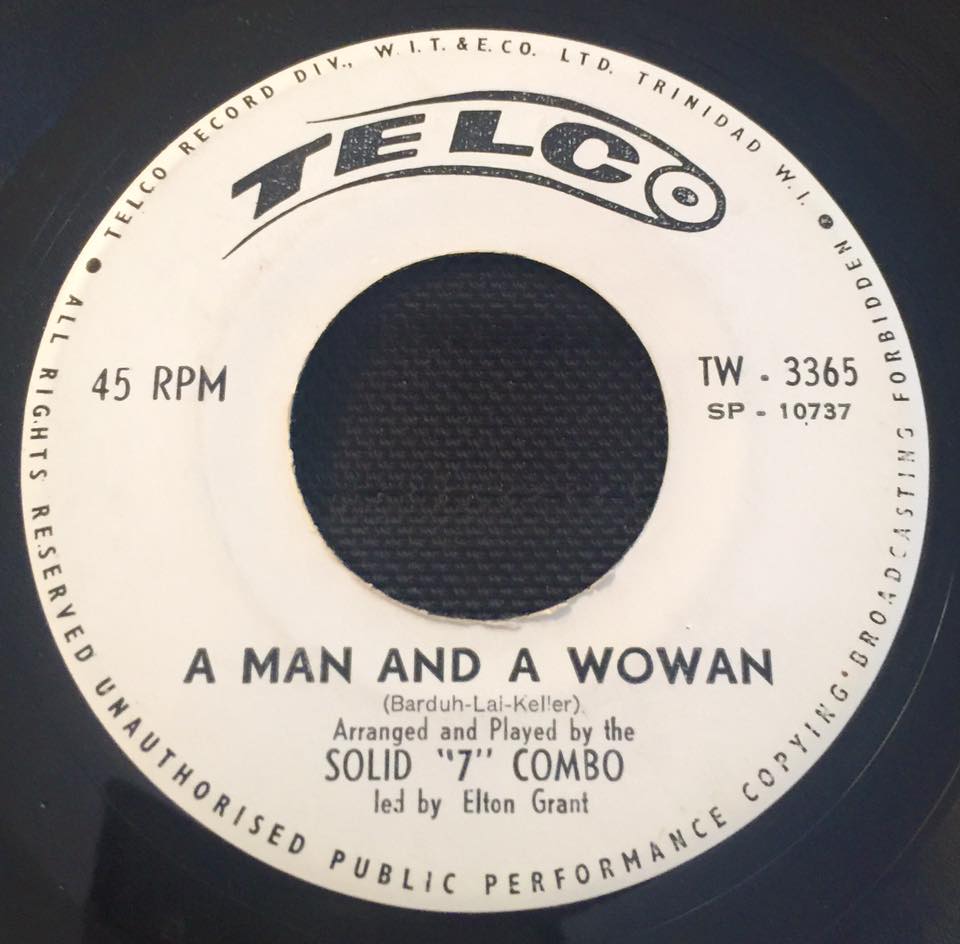 TELCO RECORD DIV., W.I.T. & E. CO. LTD. TRINIDAD W.I.
TELCO
45 RPM
TW - 3365
SP - 10737
A MAN AND A WOWAN
(Barduh-Lai-Keller)
Arranged and Played by the
SOLID "7" COMBO
led by Elton Grant
ALL RIGHTS RESERVED UNAUTHORISED PUBLIC PERFORMANCE COPYING • BROADCASTING FORBIDDEN